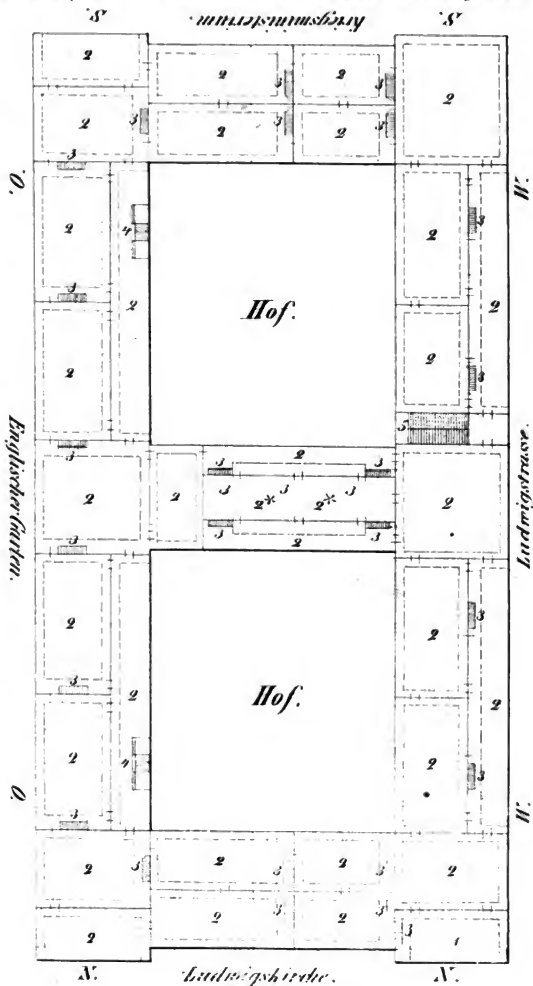 S. Kriegsministerium. S.
2
2 3 2 3 2
2 3 2 3 2 3
3
O. W.
2 4 2 3
3 2 Hof. 2
2 2 3
5
Englischer Garten. Ludwigstrasse.
3 2
3 3 3 3
2 2 2* 2* 2
3 3 3 3
3 2
2 2 3
3 2 Hof. 2
2 4 2 3
O. W.
3
2 3 2 3 2 3 2
2 2 3 2 3 3 1
N. Ludwigskirche. N.